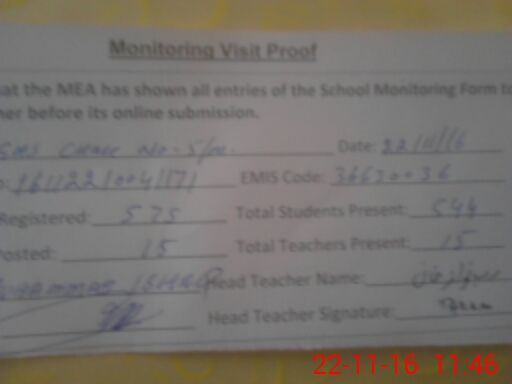 Monitoring Visit Proof
at the MEA has shown all entries of the School Monitoring Form to
her before its online submission.
Date: 22/11/16
EMIS Code: 36620036
Registered: 575 Total Students Present: 544
Posted: 15 Total Teachers Present: 15
Head Teacher Name:
Head Teacher Signature:
22-11-16 11:46